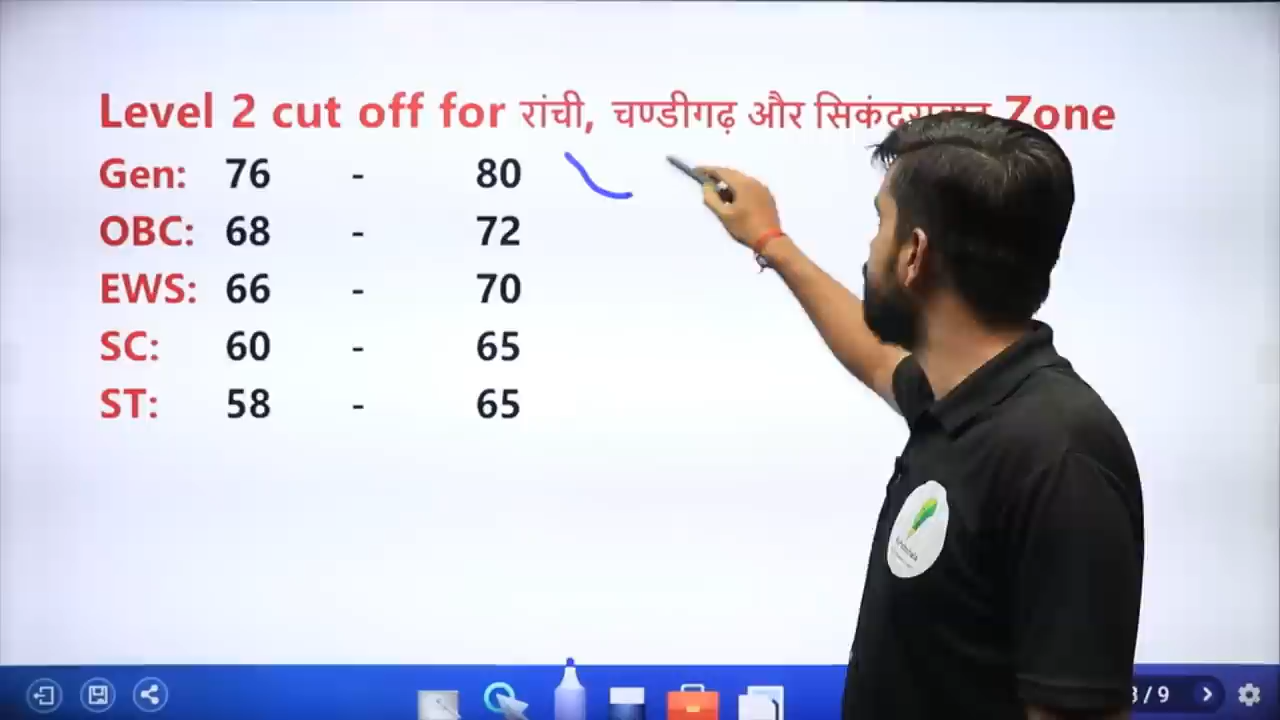 Level 2 cut off for रांची, चण्डीगढ़ और Zone
Gen: 76 - 80
OBC: 68 - 72
EWS: 66 - 70
SC: 60 - 65
ST: 58 - 65
/ 9